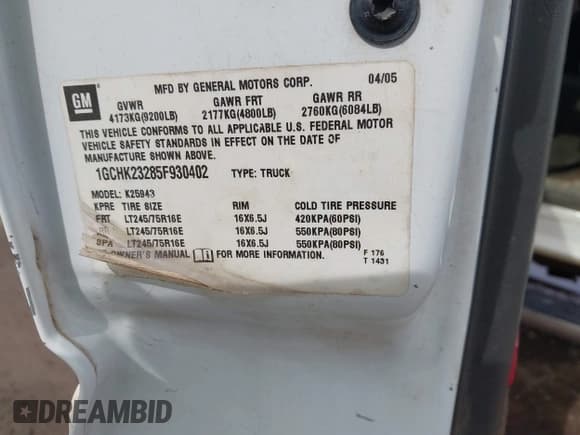 GM
MFD BY GENERAL MOTORS CORP. 04/05
GVWR GAWR FRT GAWR RR
4173KG(9200LB) 2177KG(4800LB) 2760KG(6084LB)
THIS VEHICLE CONFORMS TO ALL APPLICABLE U.S. FEDERAL MOTOR
VEHICLE SAFETY STANDARDS IN EFFECT ON THE DATE OF
MANUFACTURE SHOWN ABOVE.
1GCHK23285F930402 TYPE: TRUCK
MODEL: K25943
KPRE TIRE SIZE RIM COLD TIRE PRESSURE
FRT LT245/75R16E 16X6.5J 420KPA(60PSI)
LT245/75R16E 16X6.5J 550KPA(80PSI)
SPA LT245/75R16E 16X6.5J 550KPA(80PSI)
OWNER'S MANUAL FOR MORE INFORMATION.
F 176
T 1431
DREAMBID